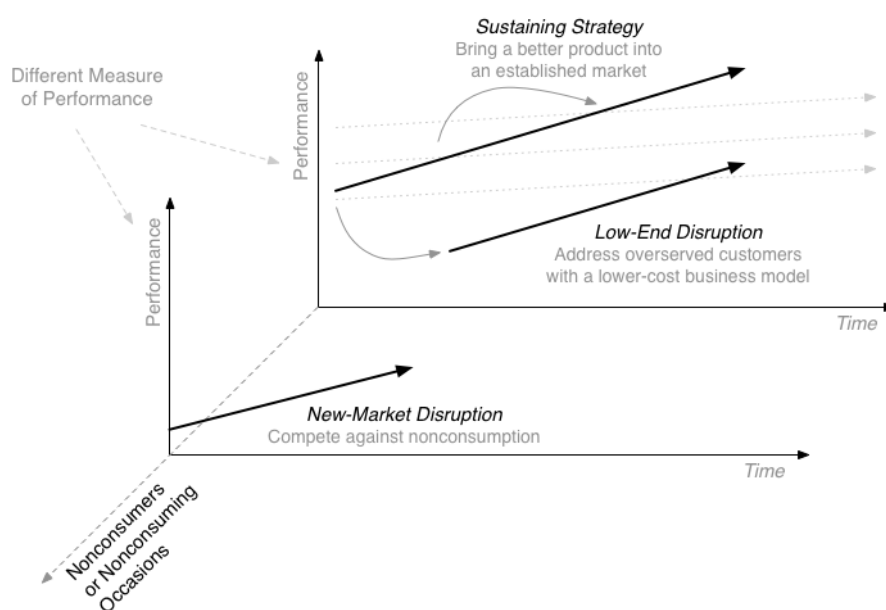 Sustaining Strategy
Bring a better product into
an established market
Different Measure
of Performance
Performance
Low-End Disruption
Address overserved customers
with a lower-cost business model
Time
Performance
New-Market Disruption
Compete against nonconsumption
Time
Nonconsumers
or Nonconsuming
Occasions